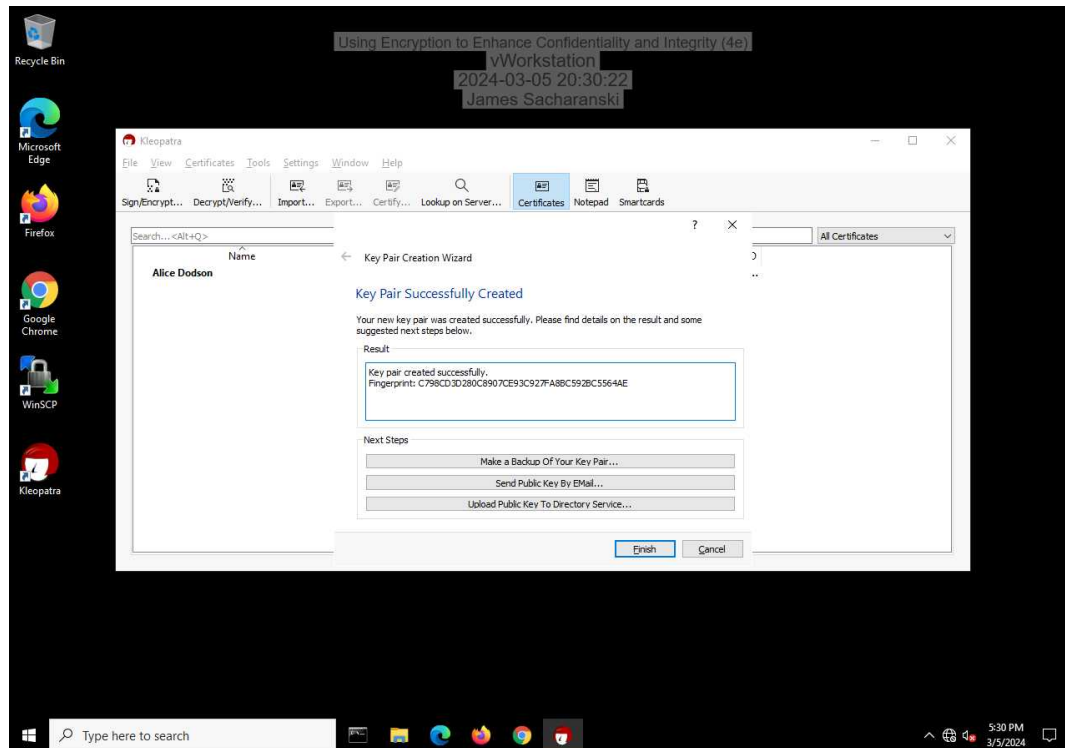 Using Encryption to Enhance Confidentiality and Integrity (4e)
vWorkstation
2024-03-05 20:30:22
James Sacharanski
Recycle Bin
Microsoft
Edge
Firefox
Google
Chrome
WinSCP
Kleopatra
Kleopatra
File View Certificates Tools Settings Window Help
Sign/Encrypt... Decrypt/Verify... Import... Export... Certify... Lookup on Server... Certificates Notepad Smartcards
Search...<Alt+Q>
All Certificates
Name
Alice Dodson
Key Pair Creation Wizard
Key Pair Successfully Created
Your new key pair was created successfully. Please find details on the result and some
suggested next steps below.
Result
Key pair created successfully.
Fingerprint: C798CD3D280C8907CE93C927FA8BC592BC5564AE
Next Steps
Make a Backup Of Your Key Pair...
Send Public Key By EMail...
Upload Public Key To Directory Service...
Finish Cancel
Type here to search
5:30 PM
3/5/2024